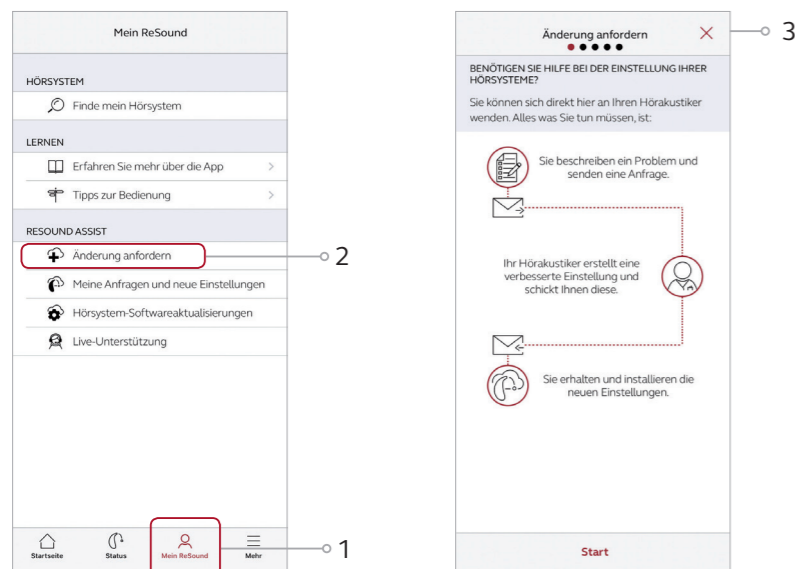 Mein ReSound
HÖRSYSTEM
Finde mein Hörsystem
LERNEN
Erfahren Sie mehr über die App
Tipps zur Bedienung
RESOUND ASSIST
Änderung anfordern
2
Meine Anfragen und neue Einstellungen
Hörsystem-Softwareaktualisierungen
Live-Unterstützung
Startseite
Status
Mein ReSound
Mehr
1
Änderung anfordern
3
BENÖTIGEN SIE HILFE BEI DER EINSTELLUNG IHRER
HÖRSYSTEME?
Sie können sich direkt hier an Ihren Hörakustiker
wenden. Alles was Sie tun müssen, ist:
Sie beschreiben ein Problem und
senden eine Anfrage.
Ihr Hörakustiker erstellt eine
verbesserte Einstellung und
schickt Ihnen diese.
Sie erhalten und installieren die
neuen Einstellungen.
Start